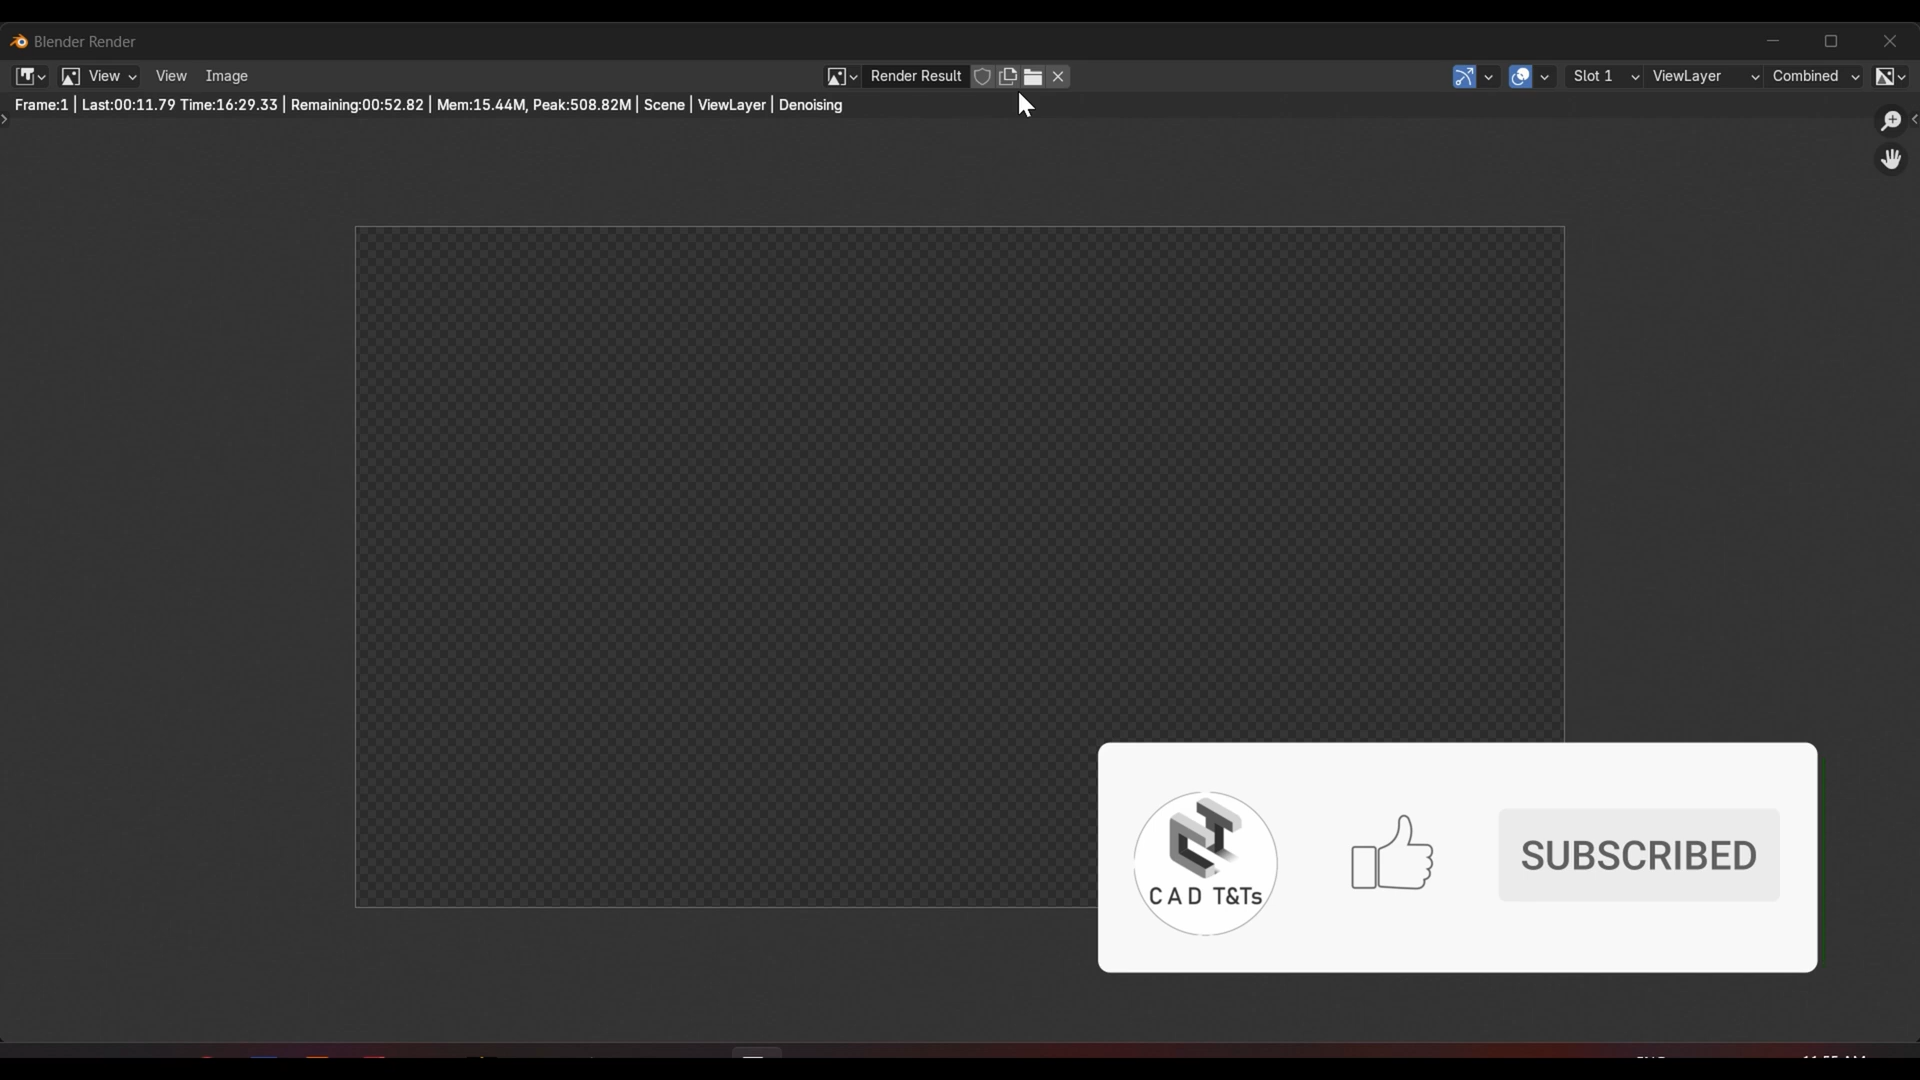 Blender Render
View View Image Render Result Slot 1 ViewLayer Combined
Frame:1 | Last:00:11.79 Time:16:29.33 | Remaining:00:52.82 | Mem:15.44M, Peak:508.82M | Scene | ViewLayer | Denoising
CAD T&Ts
SUBSCRIBED